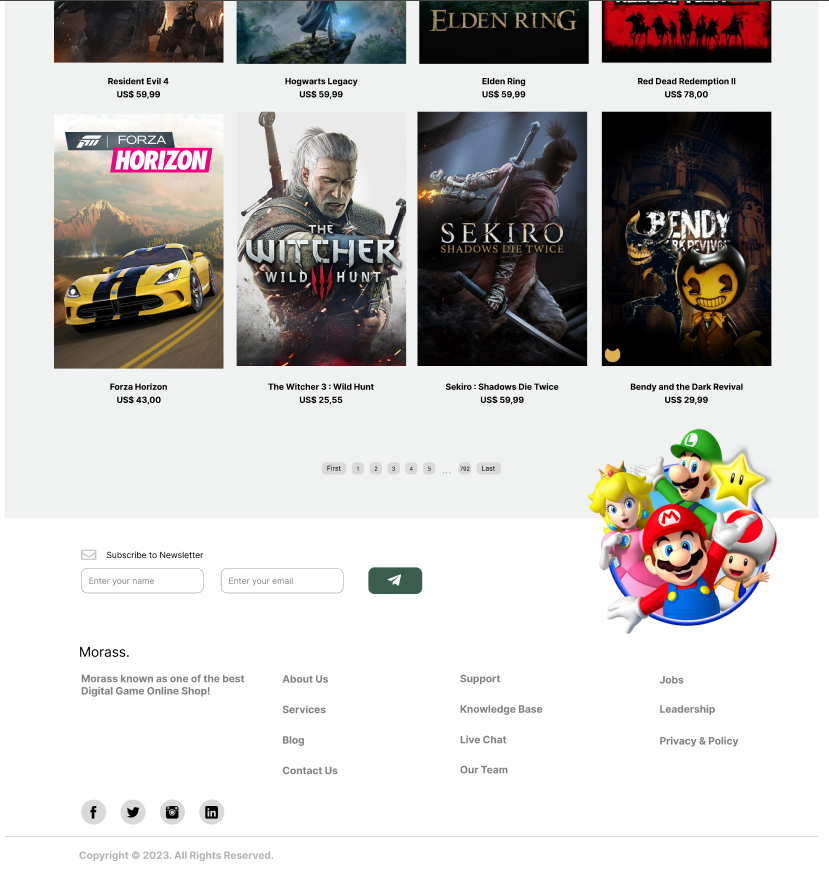 ELDEN RING
Resident Evil 4
US$ 59,99
Hogwarts Legacy
US$ 59,99
Elden Ring
US$ 59,99
Red Dead Redemption II
US$ 78,00
FORZA
HORIZON
THE
WITCHER
WILD HUNT
SEKIRO
SHADOWS DIE TWICE
BENDY
Forza Horizon
US$ 43,00
The Witcher 3 : Wild Hunt
US$ 25,55
Sekiro : Shadows Die Twice
US$ 59,99
Bendy and the Dark Revival
US$ 29,99
First 1 2 3 4 5 ... 792 Last
L
M
Subscribe to Newsletter
Enter your name
Enter your email
Morass.
Morass known as one of the best
Digital Game Online Shop!
About Us
Services
Blog
Contact Us
Support
Knowledge Base
Live Chat
Our Team
Jobs
Leadership
Privacy & Policy
Copyright © 2023. All Rights Reserved.